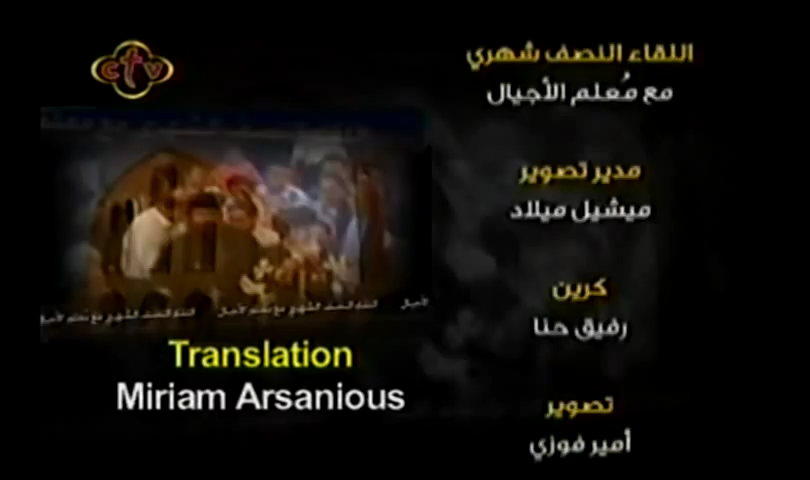 ctv
اللقاء النصف شهري
مع مُعلم الأجيال
مدير تصوير
ميشيل ميلاد
كرين
رفيق حنا
تصوير
أمير فوزي
Translation
Miriam Arsanious